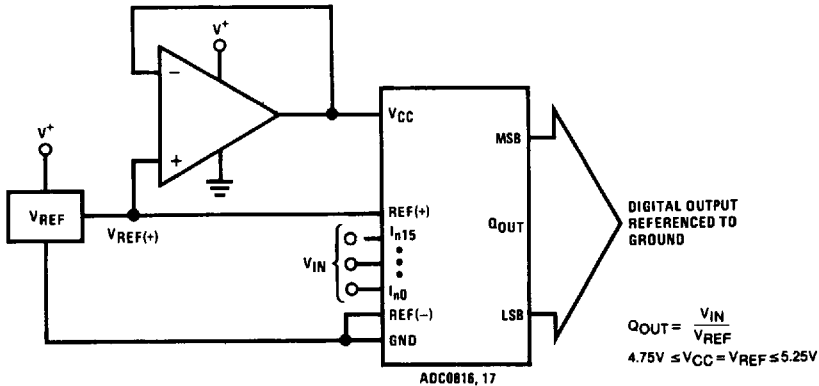 V+
−
V+
VCC
MSB
+
VREF
VREF(+)
REF(+)
In15
VIN
In0
REF(−)
GND
QOUT
LSB
DIGITAL OUTPUT
REFERENCED TO
GROUND
QOUT = VIN / VREF
4.75V ≤ VCC = VREF ≤ 5.25V
ADC0816, 17